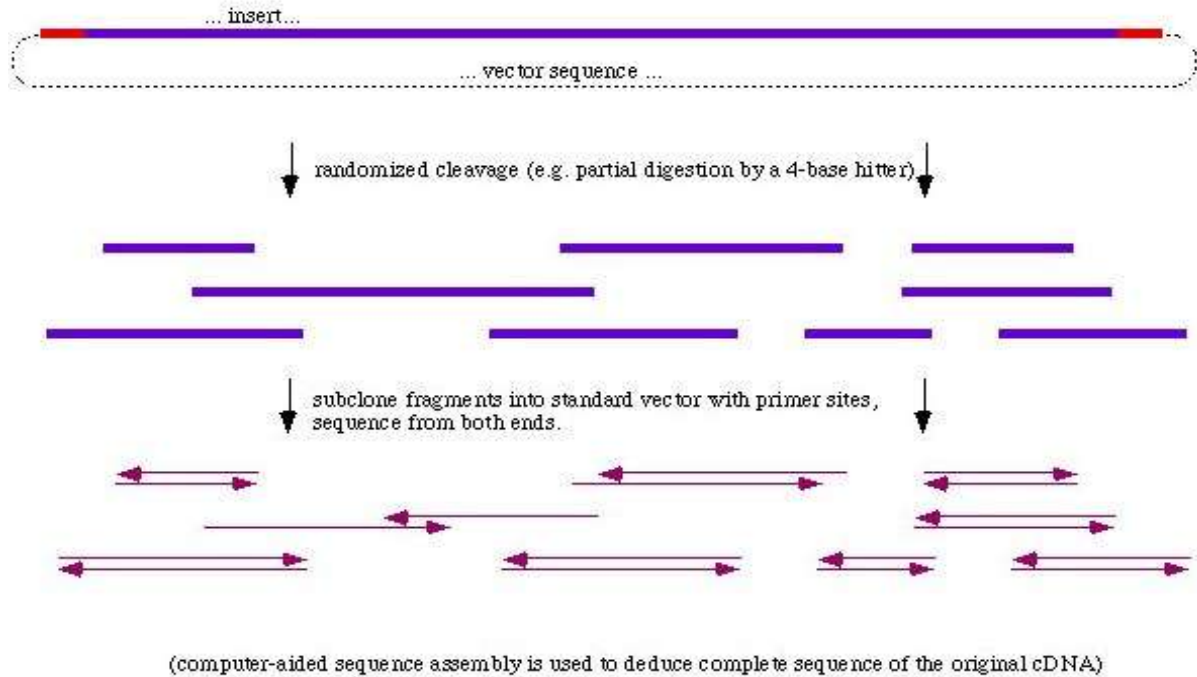 ... insert...
... vector sequence ...
randomized cleavage (e.g. partial digestion by a 4-base hitter)
subclone fragments into standard vector with primer sites,
sequence from both ends.
(computer-aided sequence assembly is used to deduce complete sequence of the original cDNA)